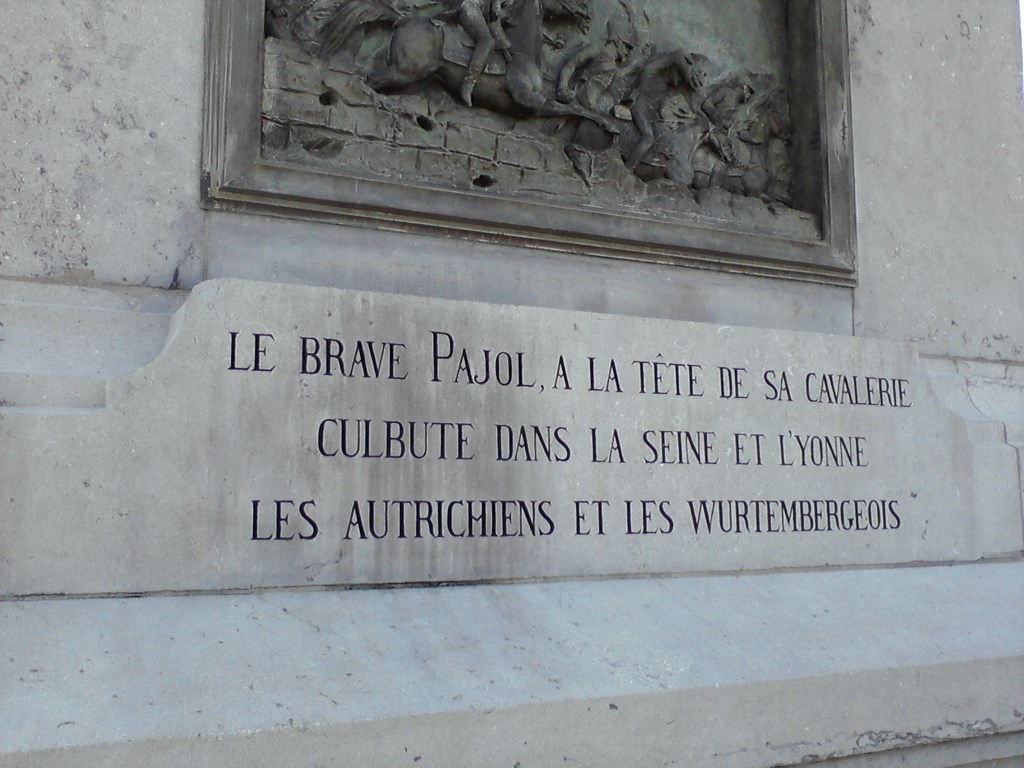 LE BRAVE PAJOL, A LA TÊTE DE SA CAVALERIE
CULBUTE DANS LA SEINE ET L'YONNE
LES AUTRICHIENS ET LES WURTEMBERGEOIS